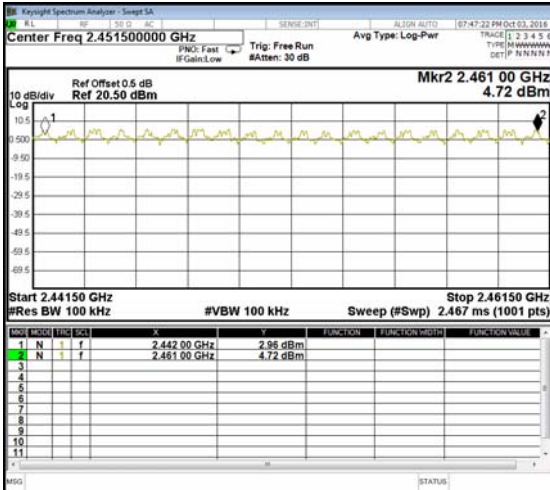 Keysight Spectrum Analyzer - Swept SA
RL RF 50 Ω AC SENSE:INT ALIGN AUTO 07:47:22 PM Oct 03, 2016
Center Freq 2.451500000 GHz Avg Type: Log-Pwr TRACE 1 2 3 4 5 6
PNO: Fast Trig: Free Run TYPE M WWWWW
IFGain:Low #Atten: 30 dB DET P NNNNN
Mkr2 2.461 00 GHz
Ref Offset 0.5 dB
10 dB/div Ref 20.50 dBm 4.72 dBm
Log
10.5
1
2
0.500
-9.50
-19.5
-29.5
-39.5
-49.5
-59.5
-69.5
Start 2.44150 GHz Stop 2.46150 GHz
#Res BW 100 kHz #VBW 100 kHz Sweep (#Swp) 2.467 ms (1001 pts)
MKR MODE TRC SCL X Y FUNCTION FUNCTION WIDTH FUNCTION VALUE
1 N 1 f 2.442 00 GHz 2.96 dBm
2 N 1 f 2.461 00 GHz 4.72 dBm
3
4
5
6
7
8
9
10
11
MSG STATUS